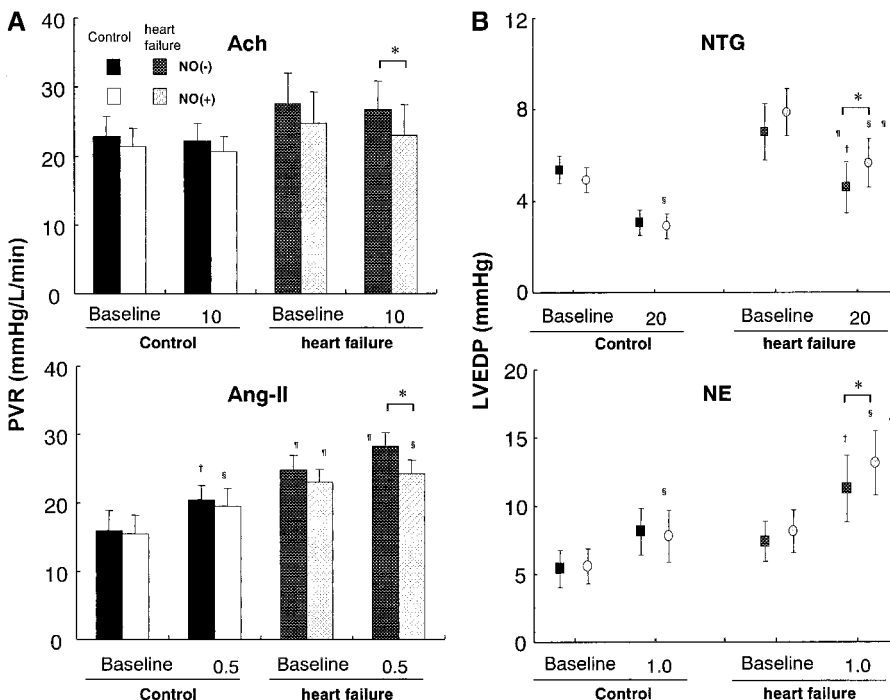 A
B
Control
heart
failure
Ach
NO(-)
NO(+)
*
40
30
20
10
0
Baseline
10
Baseline
10
Control
heart failure
PVR (mmHg/L/min)
Ang-II
*
¶
¶
¶
§
†
§
40
30
20
10
0
Baseline
0.5
Baseline
0.5
Control
heart failure
NTG
12
8
4
0
*
§ ¶
¶
†
§
Baseline
20
Baseline
20
Control
heart failure
LVEDP (mmHg)
NE
20
15
10
5
0
*
§
†
§
Baseline
1.0
Baseline
1.0
Control
heart failure